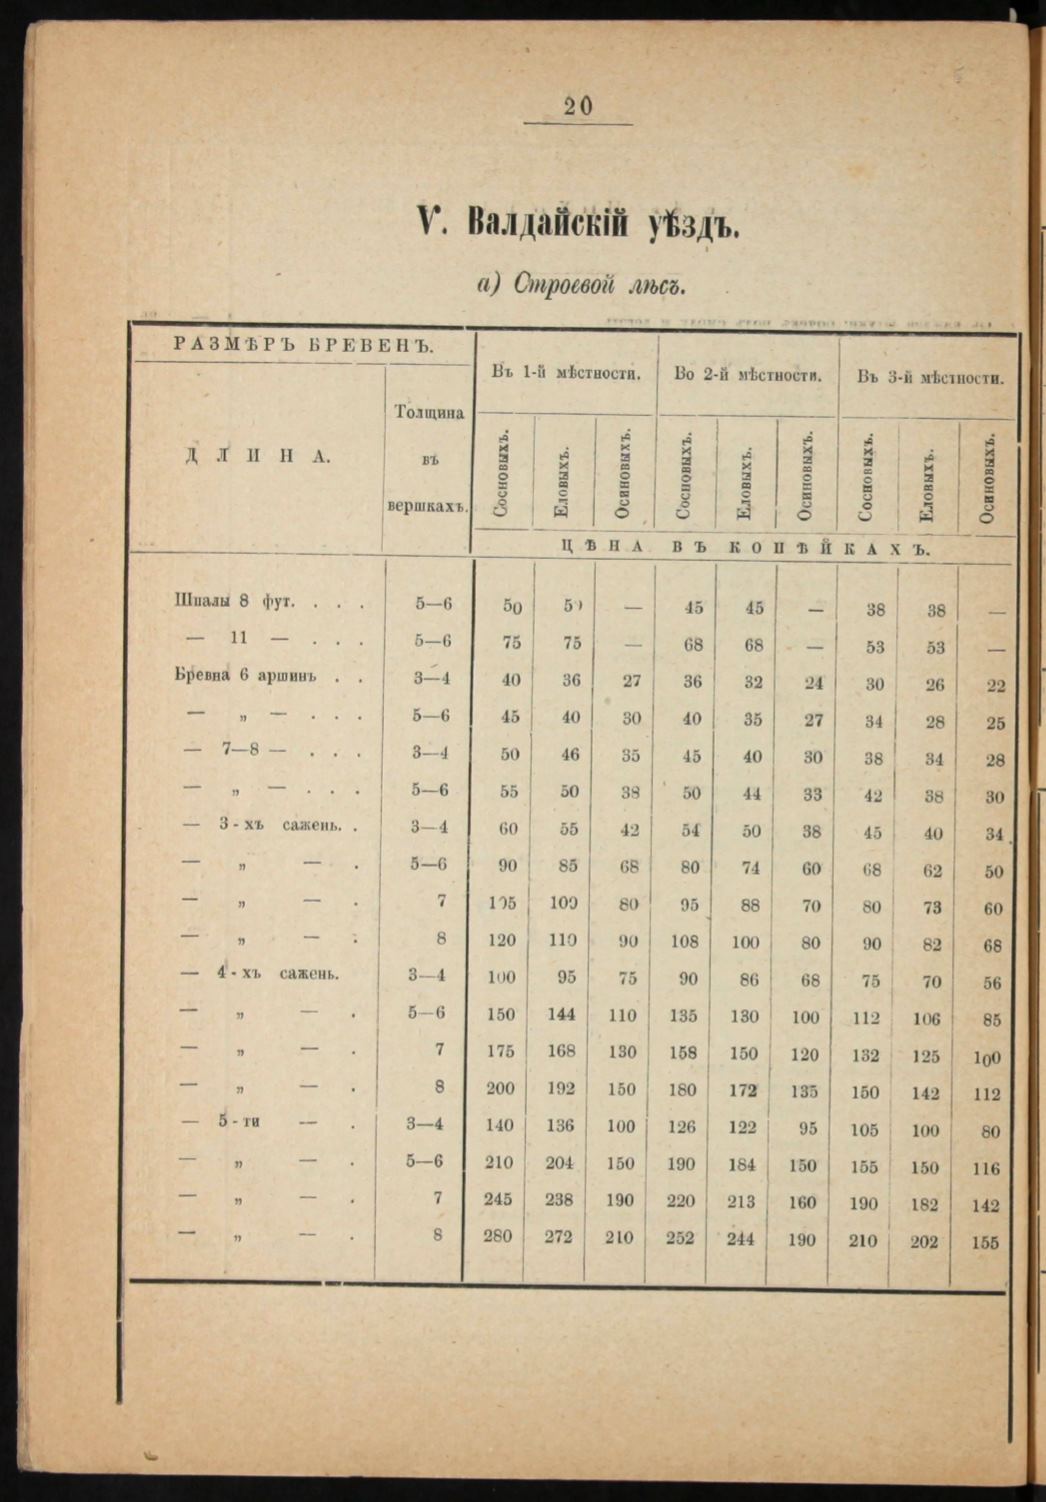 20
V. Валдайскій уѣздъ.
а) Строевой лѣсъ.
РАЗМѢРЪ БРЕВЕНЪ.
Въ 1-й мѣстности. Во 2-й мѣстности. Въ 3-й мѣстности.
ДЛИНА. Толщина въ вершкахъ. Сосновыхъ. Еловыхъ. Осиновыхъ. Сосновыхъ. Еловыхъ. Осиновыхъ. Сосновыхъ. Еловыхъ. Осиновыхъ.
ЦѢНА ВЪ КОПѢЙКАХЪ.
Шпалы 8 фут. . . . 5—6 50 50 — 45 45 — 38 38 —
— 11 — . . . 5—6 75 75 — 68 68 — 53 53 —
Бревна 6 аршинъ . . 3—4 40 36 27 36 32 24 30 26 22
— „ — . . . 5—6 45 40 30 40 35 27 34 28 25
— 7—8 — . . . 3—4 50 46 35 45 40 30 38 34 28
— „ — . . . 5—6 55 50 38 50 44 33 42 38 30
— 3-хъ сажень. . 3—4 60 55 42 54 50 38 45 40 34
— „ — . 5—6 90 85 68 80 74 60 68 62 50
— „ — . 7 105 100 80 95 88 70 80 73 60
— „ — . 8 120 110 90 108 100 80 90 82 68
— 4-хъ сажень. 3—4 100 95 75 90 86 68 75 70 56
— „ — . 5—6 150 144 110 135 130 100 112 106 85
— „ — . 7 175 168 130 158 150 120 132 125 100
— „ — . 8 200 192 150 180 172 135 150 142 112
— 5-ти — . 3—4 140 136 100 126 122 95 105 100 80
— „ — . 5—6 210 204 150 190 184 150 155 150 116
— „ — . 7 245 238 190 220 213 160 190 182 142
— „ — . 8 280 272 210 252 244 190 210 202 155